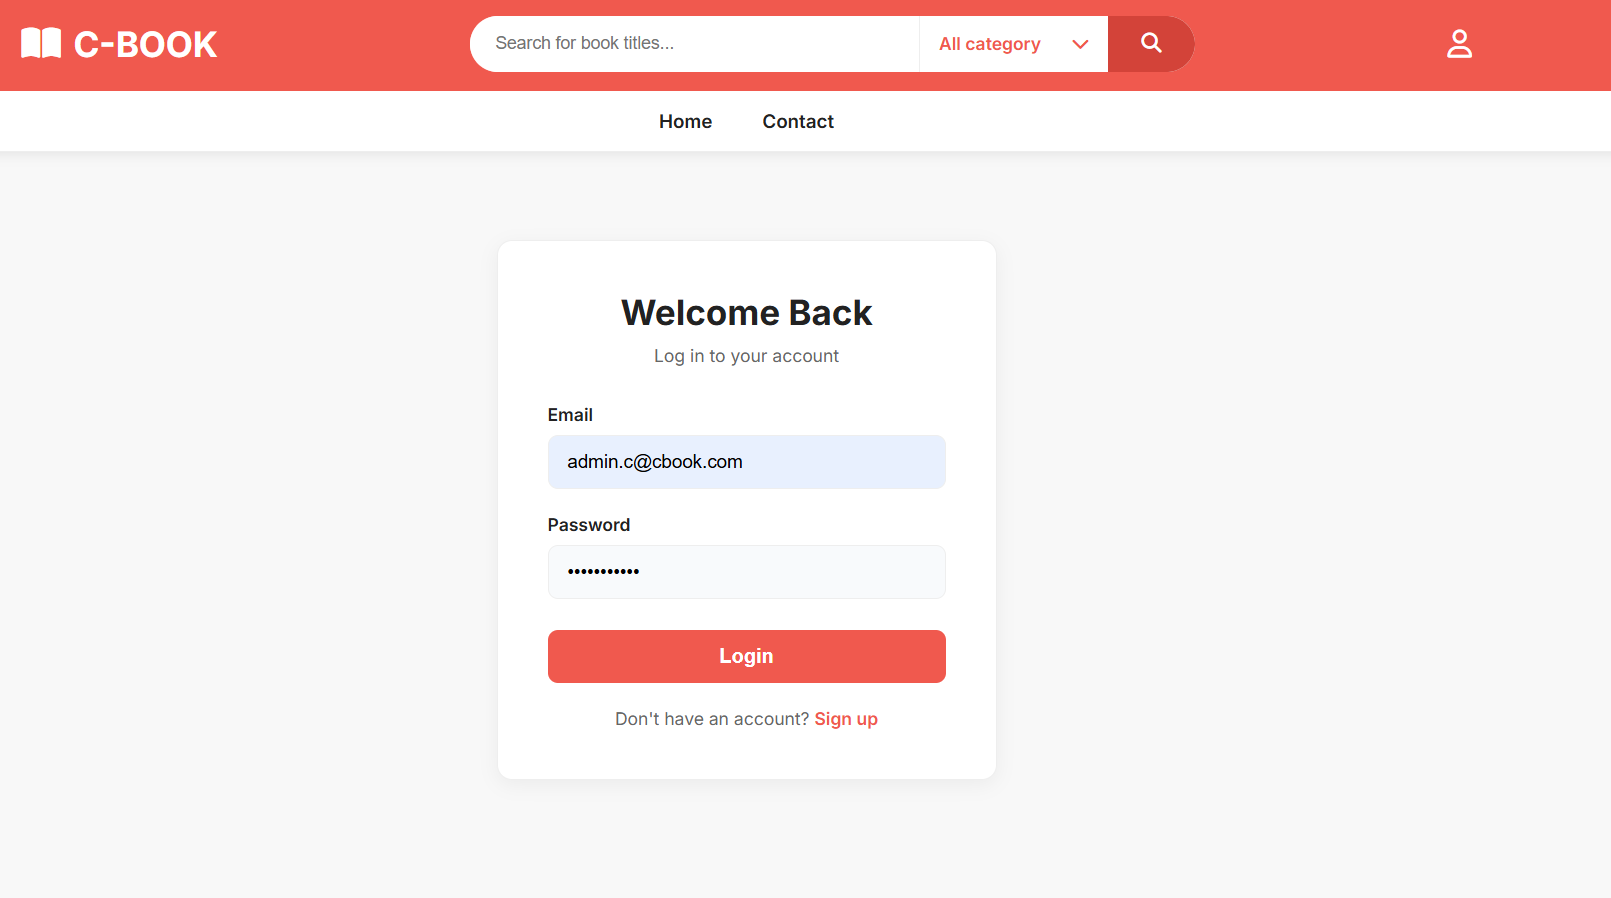 C-BOOK
Search for book titles...
All category
Home
Contact
Welcome Back
Log in to your account
Email
admin.c@cbook.com
Password
•••••••••••
Login
Don't have an account? Sign up